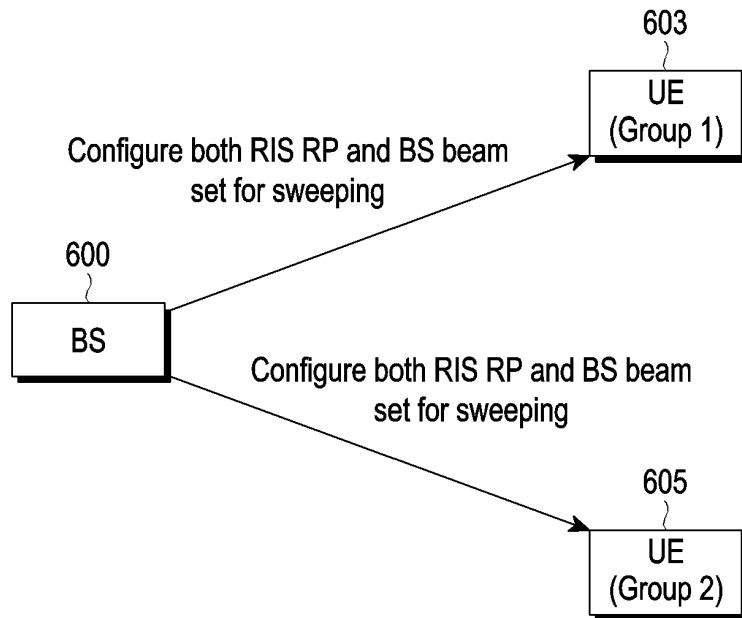 603
UE
(Group 1)
Configure both RIS RP and BS beam
set for sweeping
600
BS
Configure both RIS RP and BS beam
set for sweeping
605
UE
(Group 2)